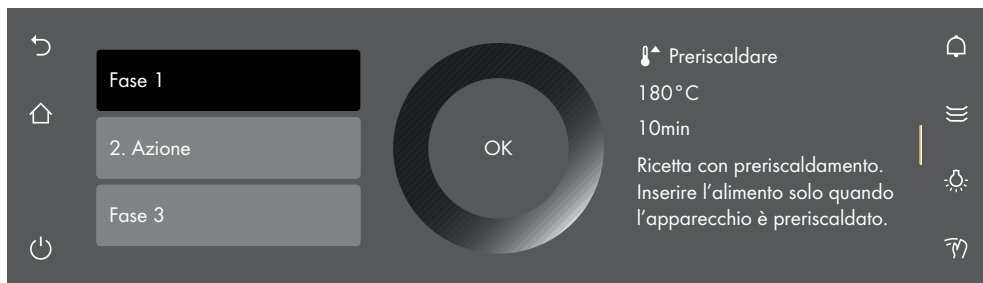 Fase 1
2. Azione
Fase 3
OK
Preriscaldare
180°C
10min
Ricetta con preriscaldamento.
Inserire l’alimento solo quando
l’apparecchio è preriscaldato.